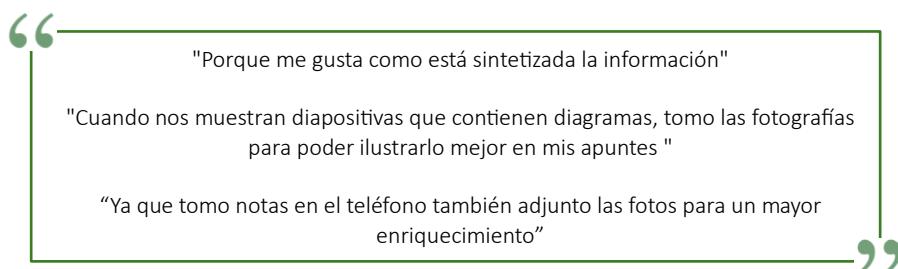 "Porque me gusta como está sintetizada la información"
"Cuando nos muestran diapositivas que contienen diagramas, tomo las fotografías
para poder ilustrarlo mejor en mis apuntes "
“Ya que tomo notas en el teléfono también adjunto las fotos para un mayor
enriquecimiento”